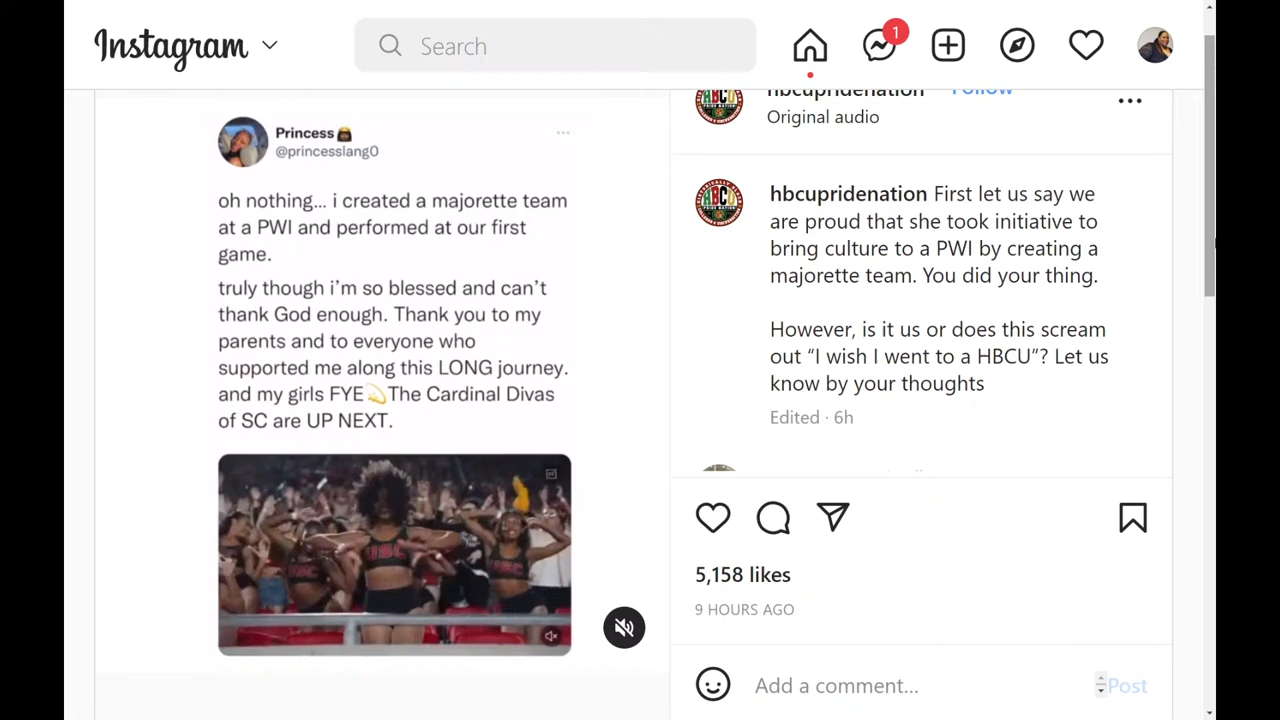 Instagram
Search
1
hbcupridenation Follow
Original audio
Princess
@princesslang0
oh nothing... i created a majorette team
at a PWI and performed at our first
game.
truly though i'm so blessed and can't
thank God enough. Thank you to my
parents and to everyone who
supported me along this LONG journey.
and my girls FYE💫The Cardinal Divas
of SC are UP NEXT.
USC
hbcupridenation First let us say we
are proud that she took initiative to
bring culture to a PWI by creating a
majorette team. You did your thing.
However, is it us or does this scream
out “I wish I went to a HBCU”? Let us
know by your thoughts
Edited · 6h
5,158 likes
9 HOURS AGO
Add a comment...
Post